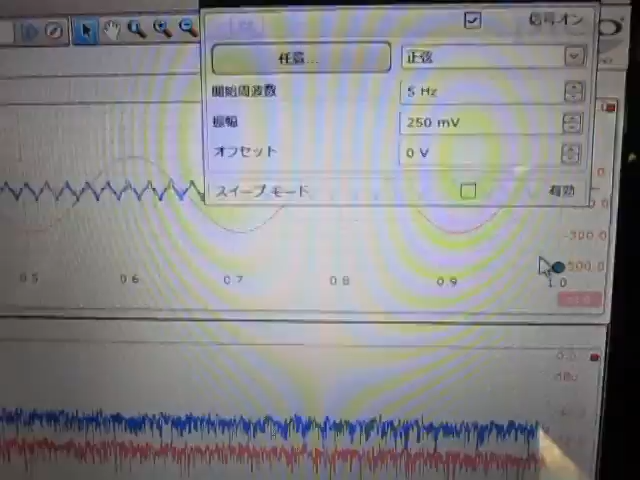 信号オン
任意...
正弦
開始周波数
5 Hz
振幅
250 mV
オフセット
0 V
スイープ モード
有効
-300.0
0.5 0.6 0.7 0.8 0.9 1.0
dBu